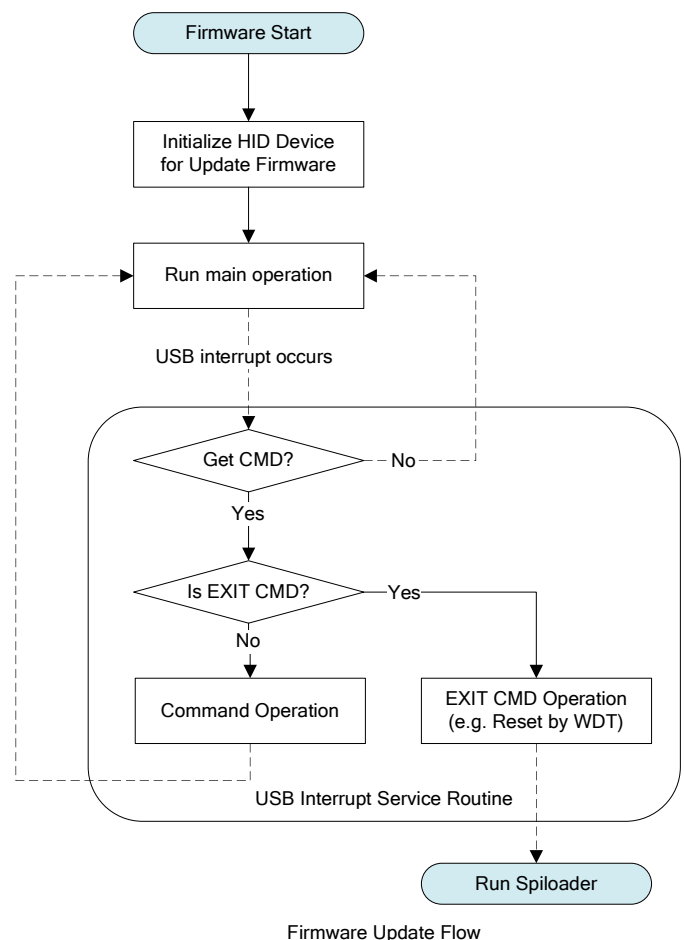 Firmware Start
Initialize HID Device
for Update Firmware
Run main operation
USB interrupt occurs
Get CMD?
No
Yes
Is EXIT CMD?
Yes
No
Command Operation
EXIT CMD Operation
(e.g. Reset by WDT)
USB Interrupt Service Routine
Run Spiloader
Firmware Update Flow